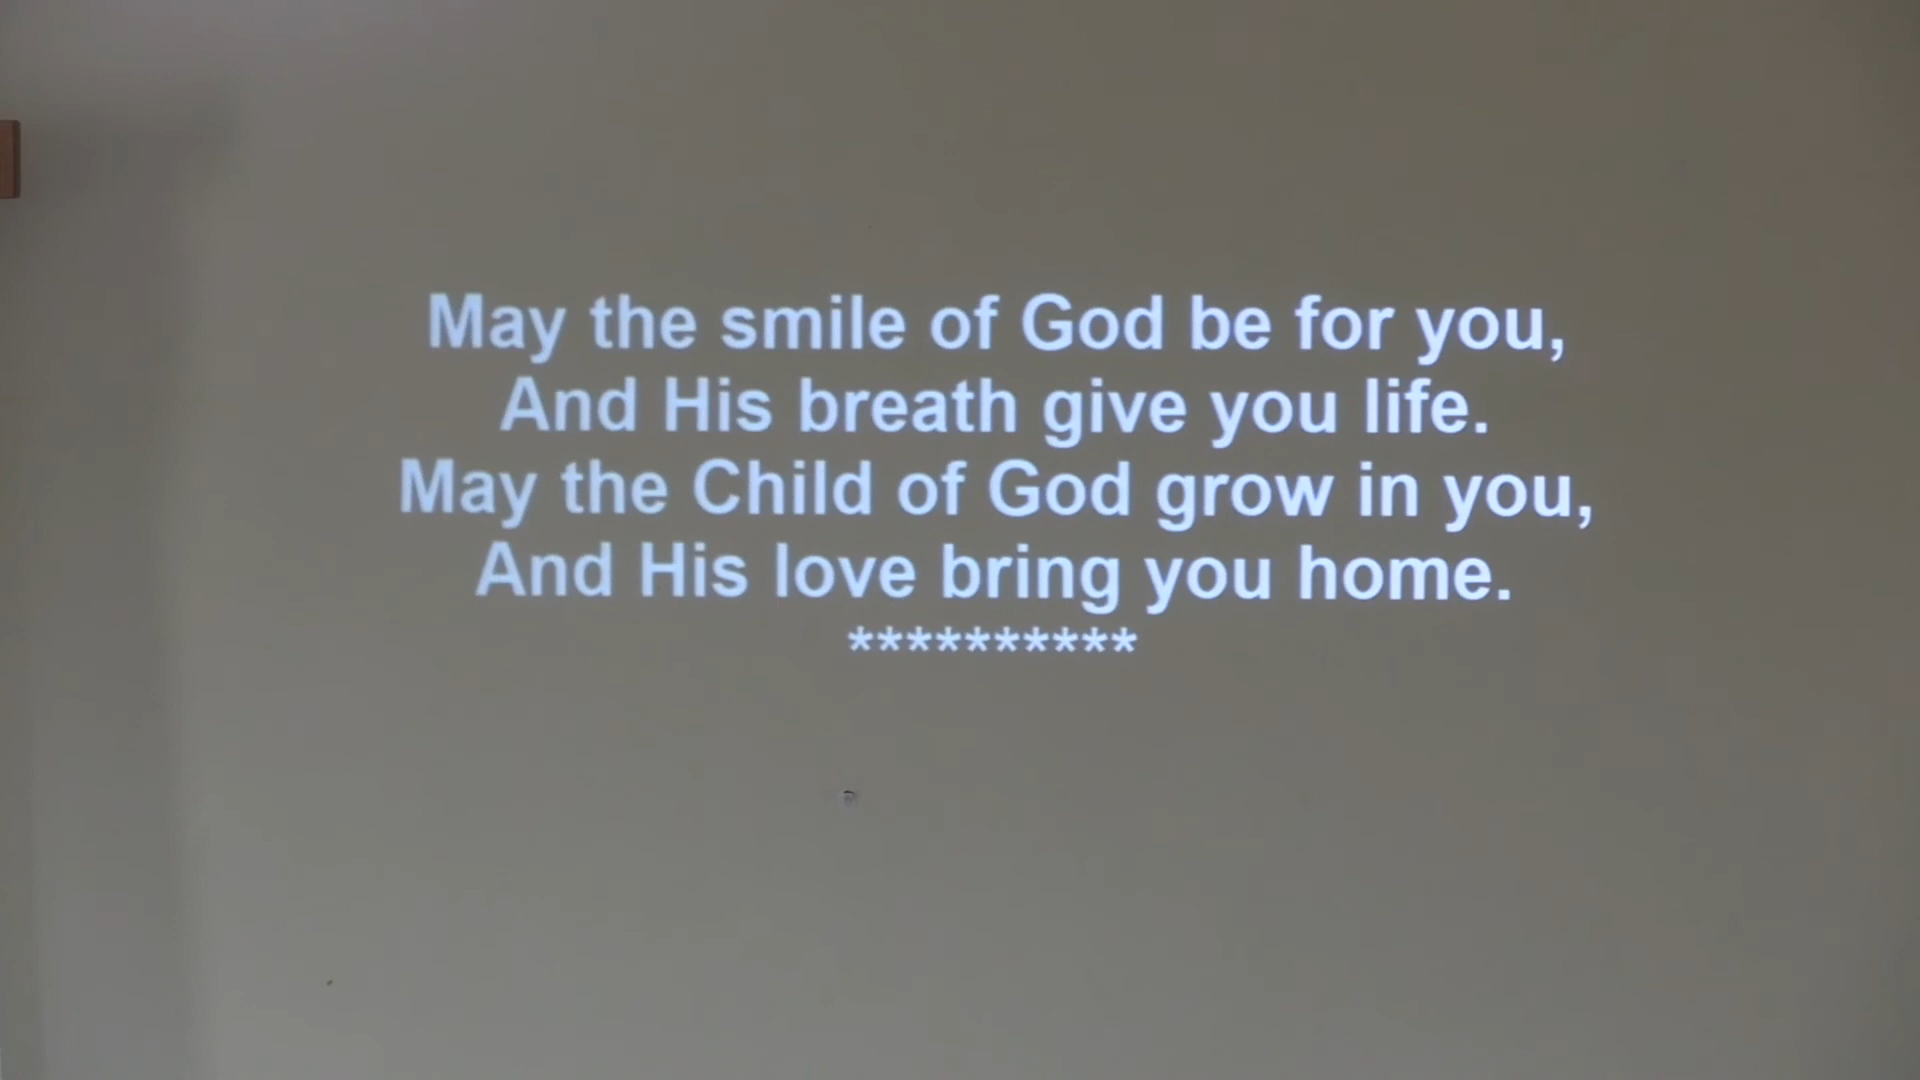 May the smile of God be for you,
And His breath give you life.
May the Child of God grow in you,
And His love bring you home.
**********